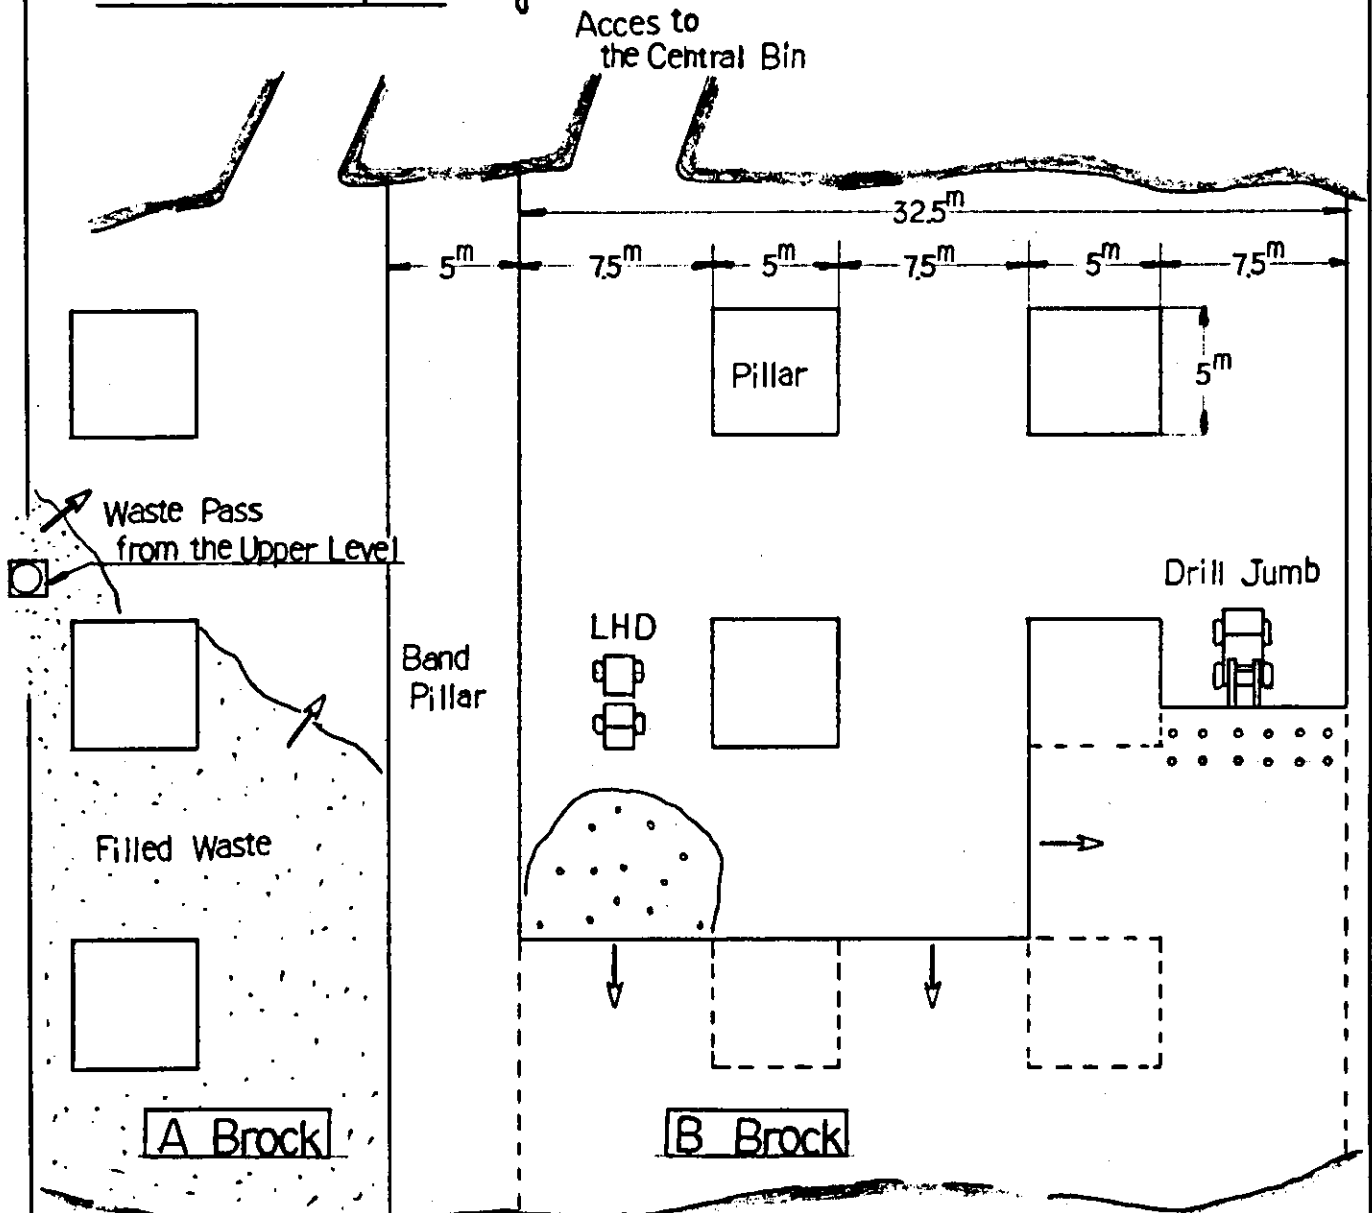 Acces to
the Central Bin
32.5m
5m
7.5m
5m
7.5m
5m
7.5m
Pillar
5m
Waste Pass
from the Upper Level
Drill Jumb
LHD
Band
Pillar
Filled Waste
A Brock
B Brock